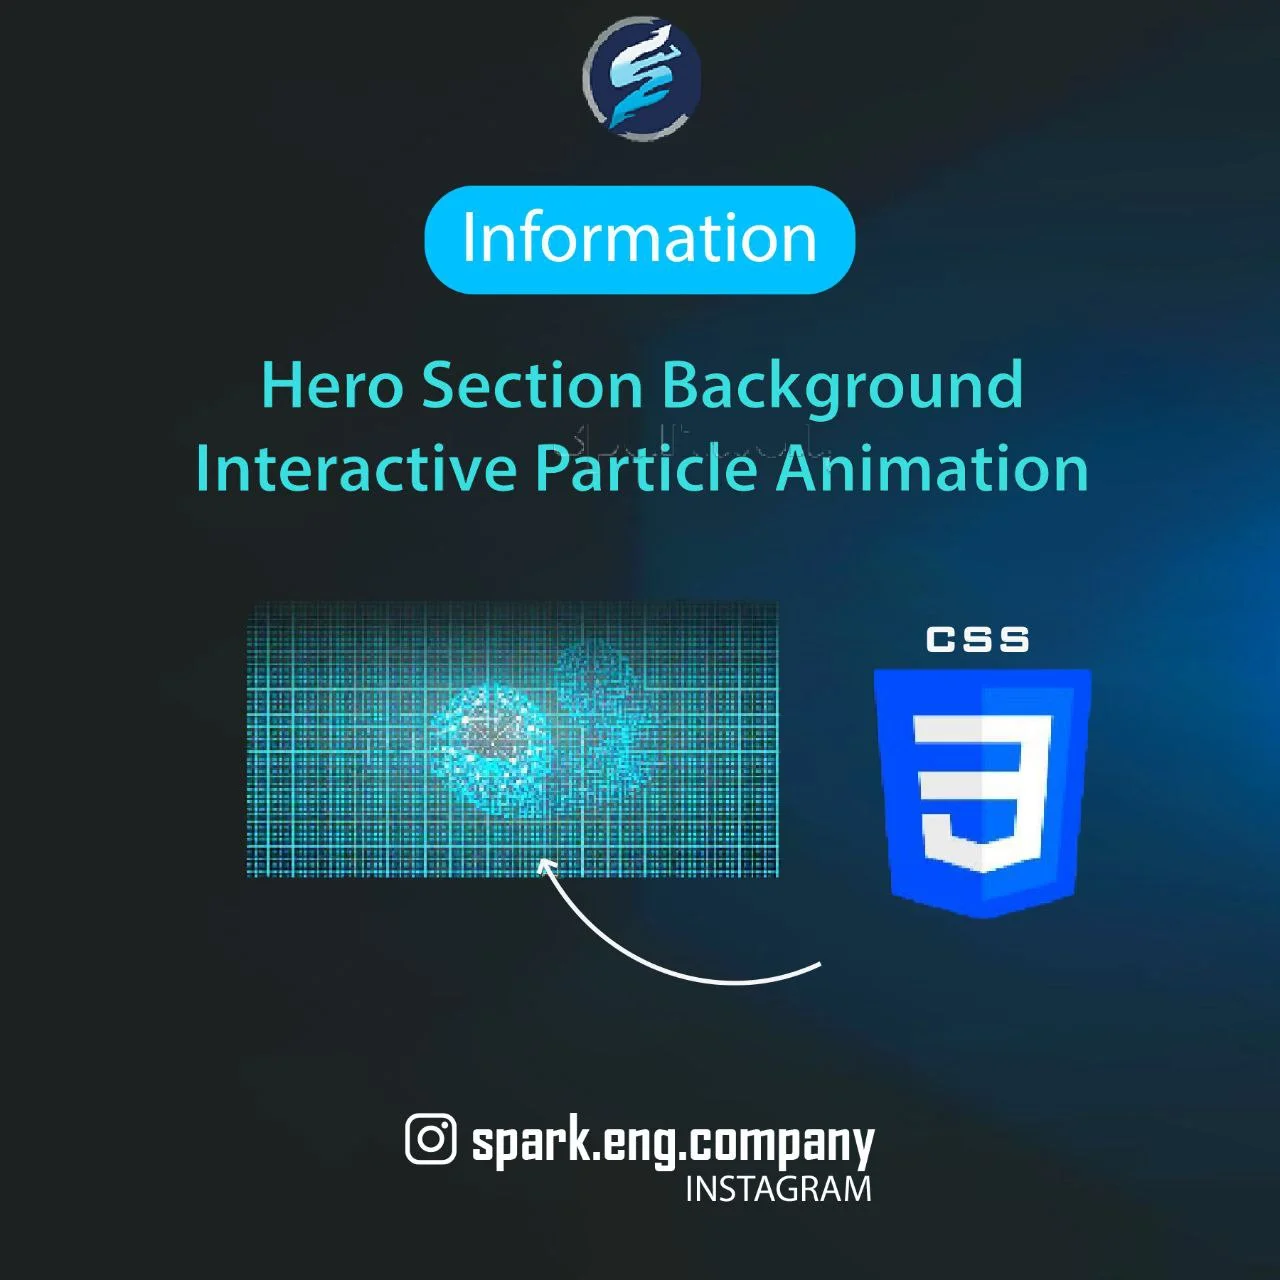 Information
Hero Section Background
Interactive Particle Animation
CSS
spark.eng.company
INSTAGRAM